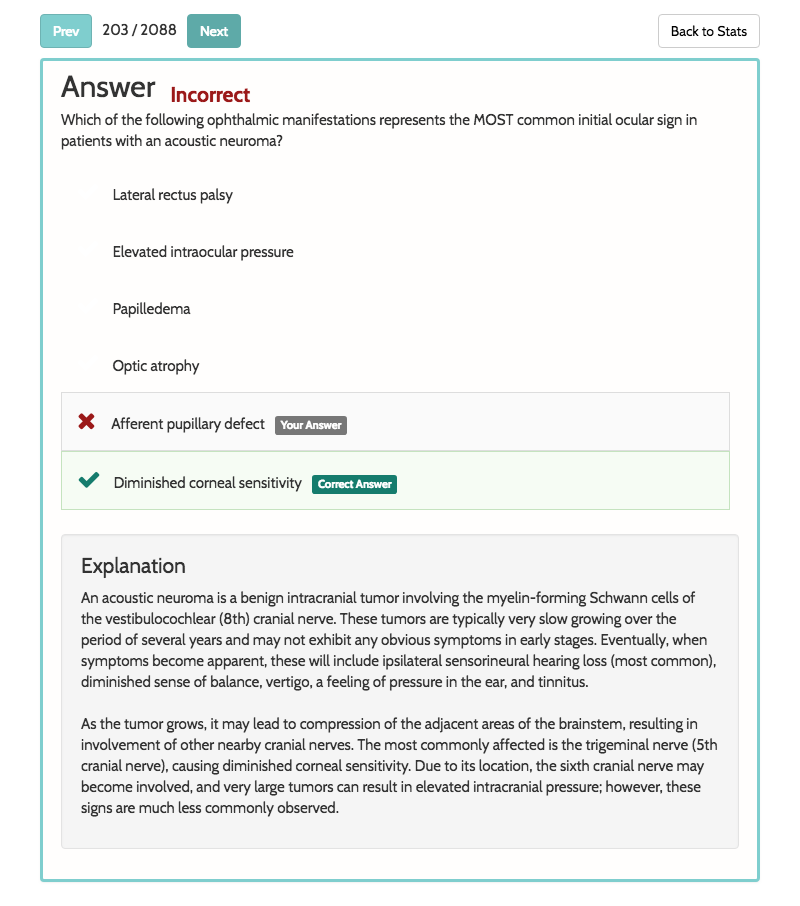 Prev 203 / 2088 Next Back to Stats
Answer Incorrect
Which of the following ophthalmic manifestations represents the MOST common initial ocular sign in
patients with an acoustic neuroma?
Lateral rectus palsy
Elevated intraocular pressure
Papilledema
Optic atrophy
Afferent pupillary defect Your Answer
Diminished corneal sensitivity Correct Answer
Explanation
An acoustic neuroma is a benign intracranial tumor involving the myelin-forming Schwann cells of
the vestibulocochlear (8th) cranial nerve. These tumors are typically very slow growing over the
period of several years and may not exhibit any obvious symptoms in early stages. Eventually, when
symptoms become apparent, these will include ipsilateral sensorineural hearing loss (most common),
diminished sense of balance, vertigo, a feeling of pressure in the ear, and tinnitus.
As the tumor grows, it may lead to compression of the adjacent areas of the brainstem, resulting in
involvement of other nearby cranial nerves. The most commonly affected is the trigeminal nerve (5th
cranial nerve), causing diminished corneal sensitivity. Due to its location, the sixth cranial nerve may
become involved, and very large tumors can result in elevated intracranial pressure; however, these
signs are much less commonly observed.